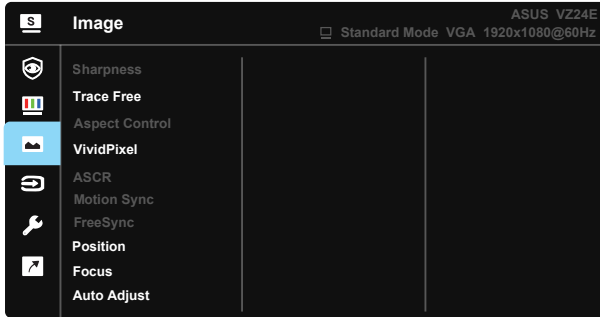 S
Image
ASUS VZ24E
Standard Mode VGA 1920x1080@60Hz
Sharpness
Trace Free
Aspect Control
VividPixel
ASCR
Motion Sync
FreeSync
Position
Focus
Auto Adjust